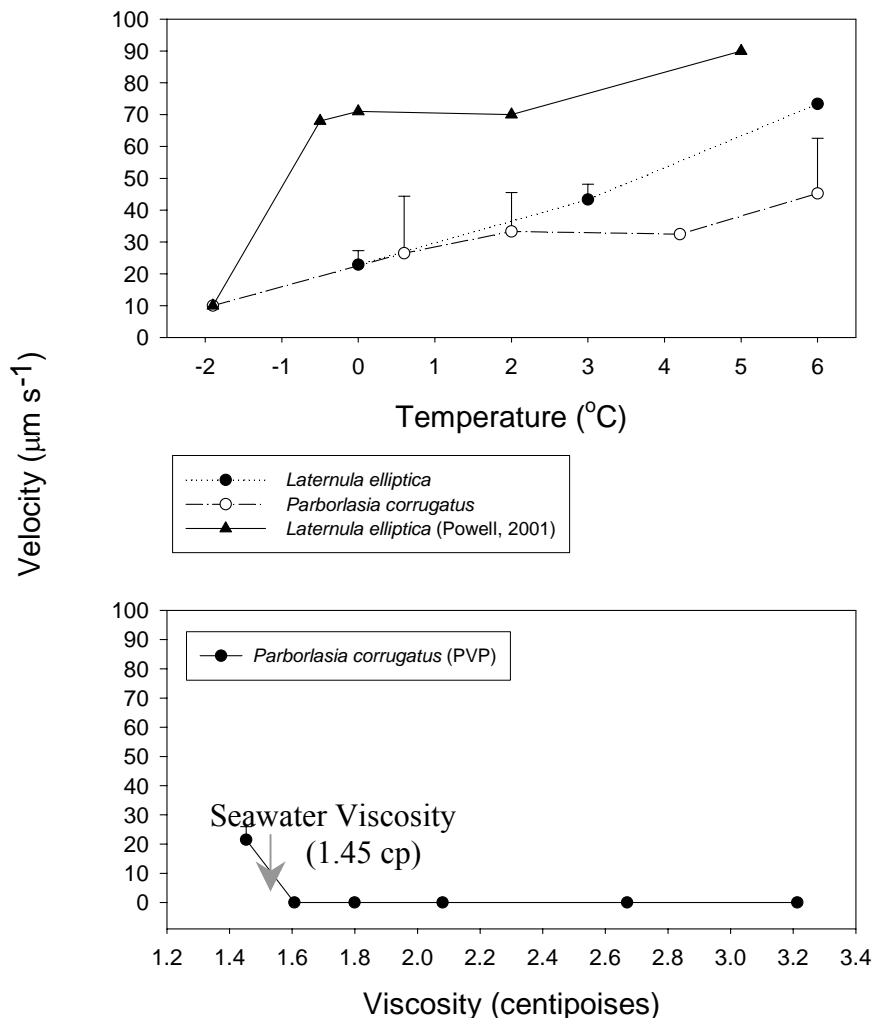 100
90
80
70
60
50
40
30
20
10
0
-2 -1 0 1 2 3 4 5 6
Temperature (°C)
Velocity (μm s⁻¹)
Laternula elliptica
Parborlasia corrugatus
Laternula elliptica (Powell, 2001)
100
90
80
70
60
50
40
30
20
10
0
Parborlasia corrugatus (PVP)
Seawater Viscosity
(1.45 cp)
1.2 1.4 1.6 1.8 2.0 2.2 2.4 2.6 2.8 3.0 3.2 3.4
Viscosity (centipoises)